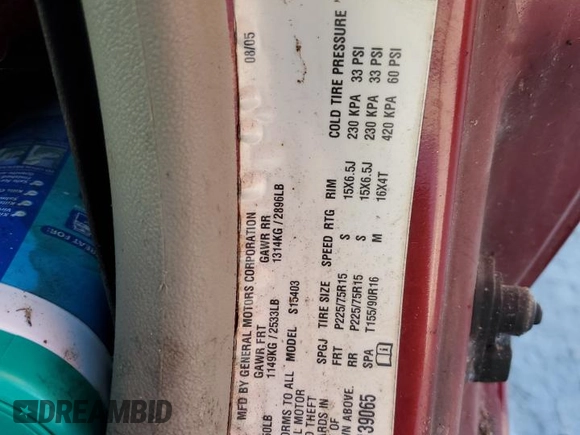 MFD BY GENERAL MOTORS CORPORATION 08/05
GAWR FRT GAWR RR
1149KG / 2533LB 1314KG / 2896LB
50LB
ORMS TO ALL MODEL S15403
L MOTOR
D THEFT
ARDS IN
OF
N ABOVE.
39065
SPGJ TIRE SIZE SPEED RTG RIM COLD TIRE PRESSURE
FRT P225/75R15 S 15X6.5J 230 KPA 33 PSI
RR P225/75R15 S 15X6.5J 230 KPA 33 PSI
SPA T155/90R16 M 16X4T 420 KPA 60 PSI
EAT FOR:
DREAMBID